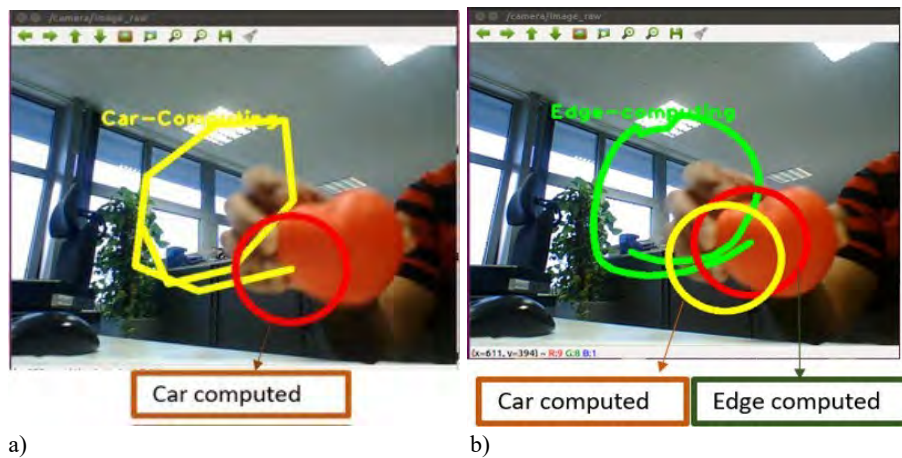 /camera/image_raw
Car-Computing
Car computed
a)
/camera/image_raw
Edge-computing
(x=611, y=394) ~ R:9 G:8 B:1
Car computed
Edge computed
b)